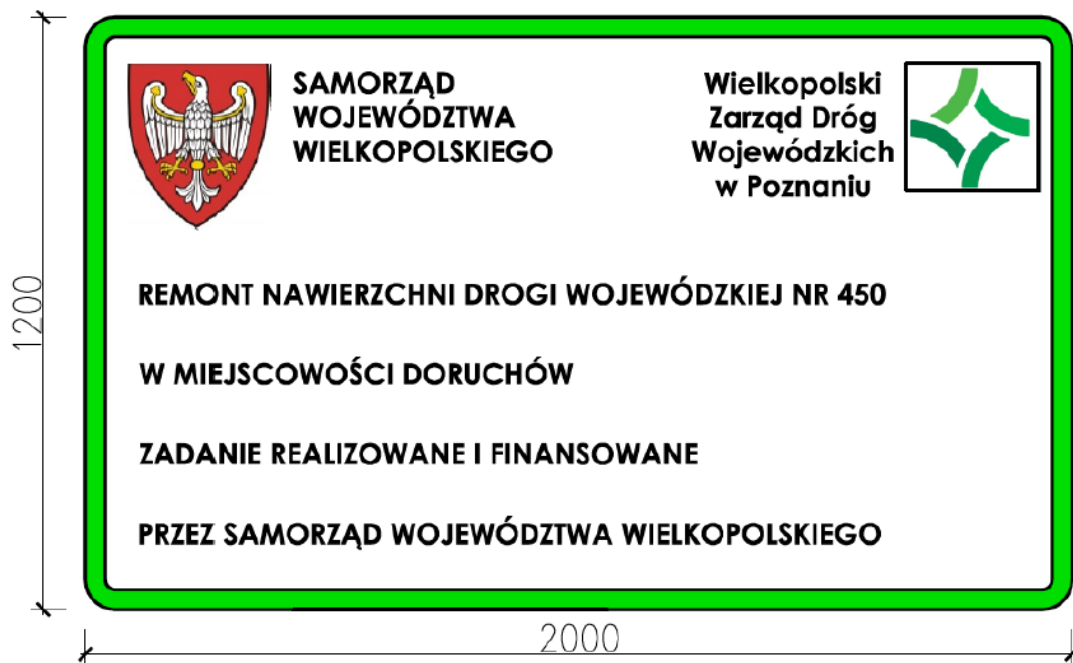 SAMORZĄD
WOJEWÓDZTWA
WIELKOPOLSKIEGO
Wielkopolski
Zarząd Dróg
Wojewódzkich
w Poznaniu
REMONT NAWIERZCHNI DROGI WOJEWÓDZKIEJ NR 450
W MIEJSCOWOŚCI DORUCHÓW
ZADANIE REALIZOWANE I FINANSOWANE
PRZEZ SAMORZĄD WOJEWÓDZTWA WIELKOPOLSKIEGO
1200
2000